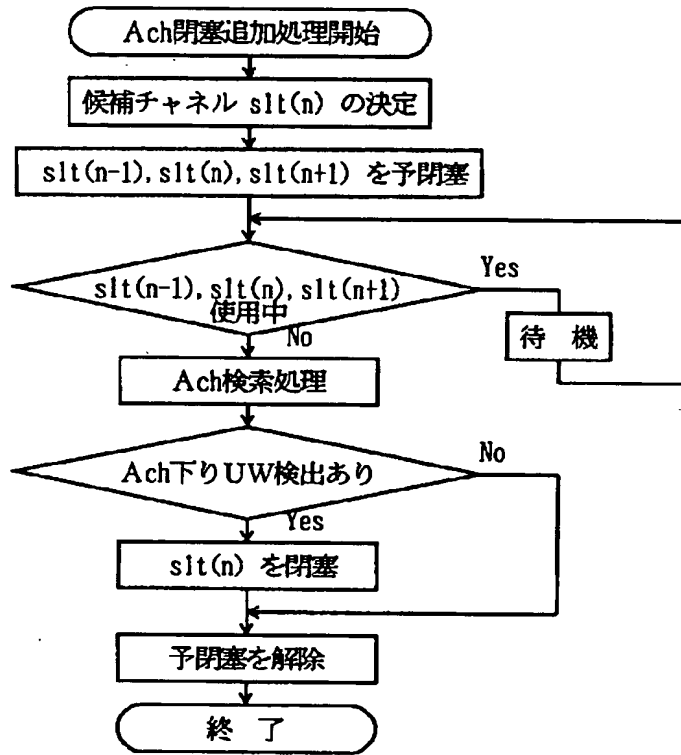 Ach閉塞追加処理開始
候補チャネル slt(n) の決定
slt(n-1),slt(n),slt(n+1) を予閉塞
slt(n-1),slt(n),slt(n+1)
使用中
Yes
待 機
No
Ach検索処理
Ach下りUW検出あり
No
Yes
slt(n) を閉塞
予閉塞を解除
終 了